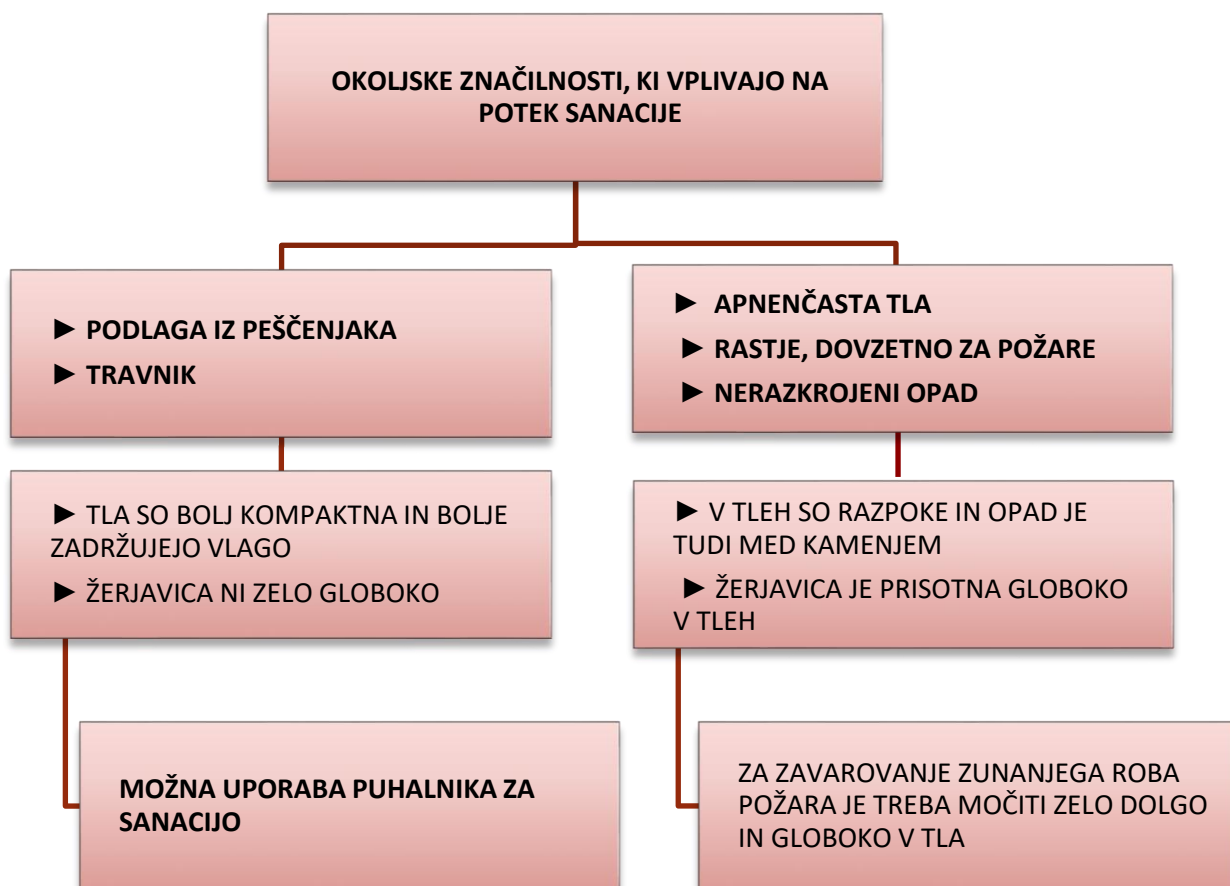 OKOLJSKE ZNAČILNOSTI, KI VPLIVAJO NA
POTEK SANACIJE
► PODLAGA IZ PEŠČENJAKA
► TRAVNIK
► APNENČASTA TLA
► RASTJE, DOVZETNO ZA POŽARE
► NERAZKROJENI OPAD
► TLA SO BOLJ KOMPAKTNA IN BOLJE
ZADRŽUJEJO VLAGO
► ŽERJAVICA NI ZELO GLOBOKO
► V TLEH SO RAZPOKE IN OPAD JE
TUDI MED KAMENJEM
► ŽERJAVICA JE PRISOTNA GLOBOKO
V TLEH
MOŽNA UPORABA PUHALNIKA ZA
SANACIJO
ZA ZAVAROVANJE ZUNANJEGA ROBA
POŽARA JE TREBA MOČITI ZELO DOLGO
IN GLOBOKO V TLA